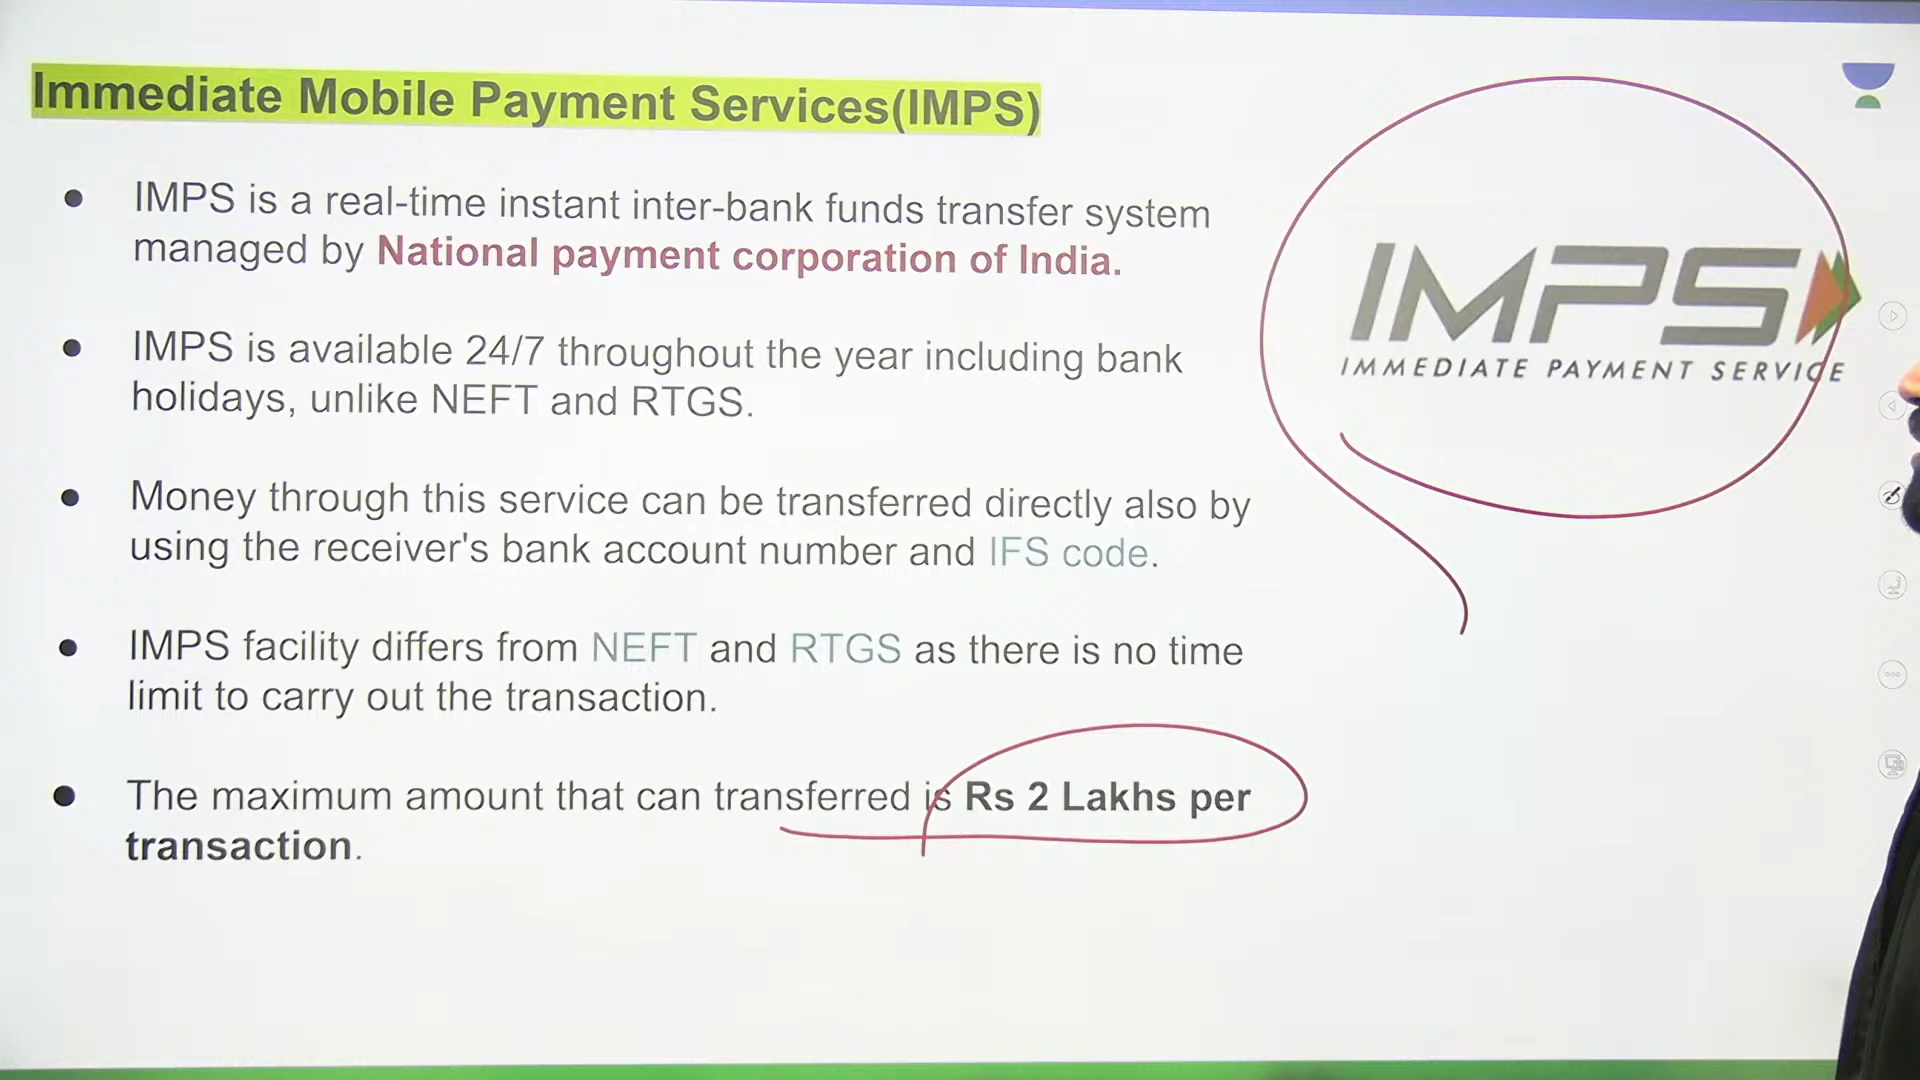 Immediate Mobile Payment Services(IMPS)
● IMPS is a real-time instant inter-bank funds transfer system
managed by National payment corporation of India.
● IMPS is available 24/7 throughout the year including bank
holidays, unlike NEFT and RTGS.
● Money through this service can be transferred directly also by
using the receiver's bank account number and IFS code.
● IMPS facility differs from NEFT and RTGS as there is no time
limit to carry out the transaction.
● The maximum amount that can transferred is Rs 2 Lakhs per
transaction.
IMPS
IMMEDIATE PAYMENT SERVICE